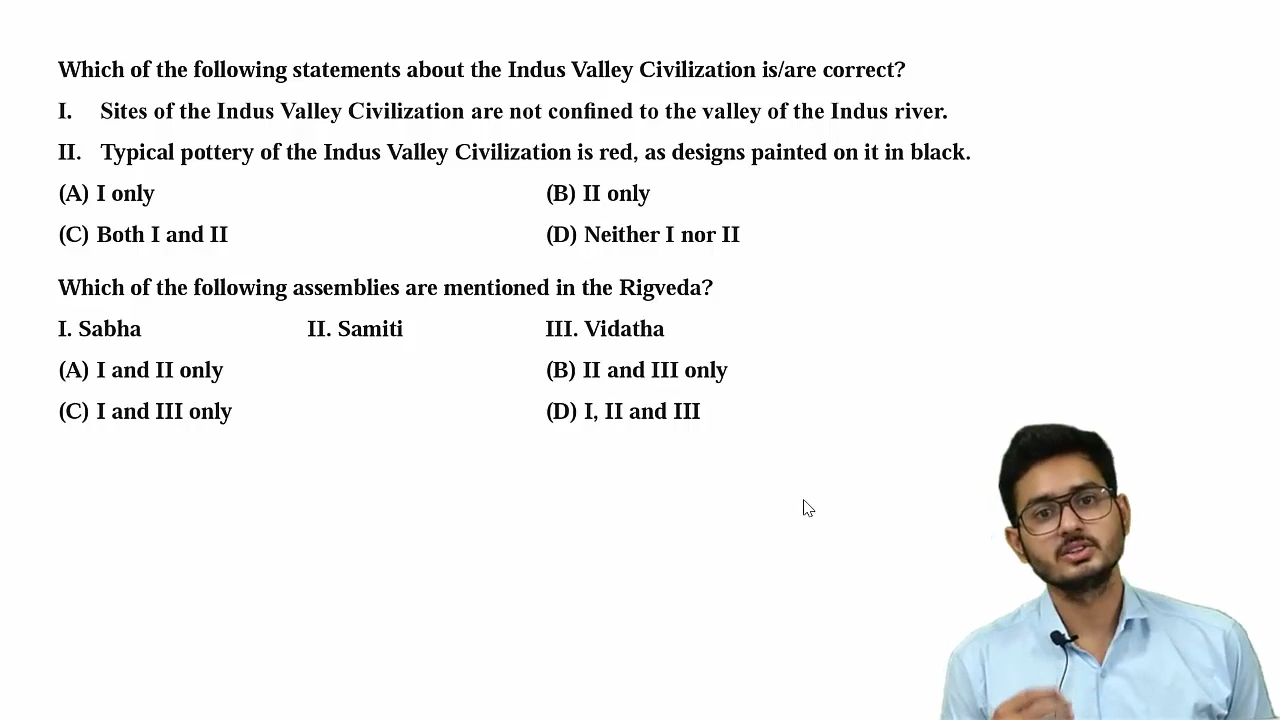 Which of the following statements about the Indus Valley Civilization is/are correct?
I. Sites of the Indus Valley Civilization are not confined to the valley of the Indus river.
II. Typical pottery of the Indus Valley Civilization is red, as designs painted on it in black.
(A) I only (B) II only
(C) Both I and II (D) Neither I nor II
Which of the following assemblies are mentioned in the Rigveda?
I. Sabha II. Samiti III. Vidatha
(A) I and II only (B) II and III only
(C) I and III only (D) I, II and III